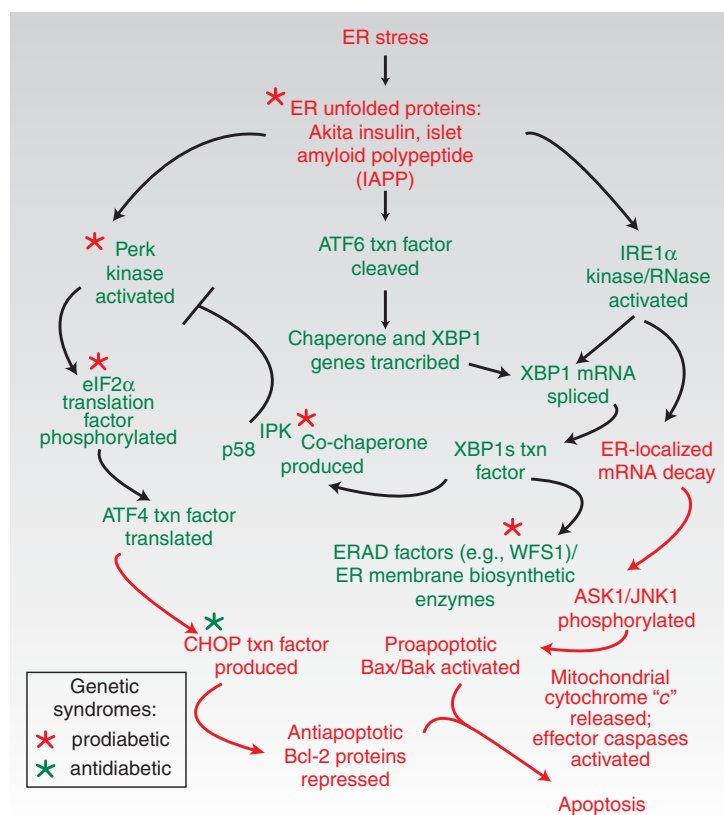 ER stress
ER unfolded proteins:
Akita insulin, islet
amyloid polypeptide
(IAPP)
Perk
kinase
activated
ATF6 txn factor
cleaved
IRE1α
kinase/RNase
activated
Chaperone and XBP1
genes trancribed
XBP1 mRNA
spliced
eIF2α
translation
factor
phosphorylated
p58 IPK Co-chaperone
produced
XBP1s txn
factor
ER-localized
mRNA decay
ATF4 txn factor
translated
ERAD factors (e.g., WFS1)/
ER membrane biosynthetic
enzymes
ASK1/JNK1
phosphorylated
CHOP txn factor
produced
Proapoptotic
Bax/Bak activated
Mitochondrial
cytochrome “c”
released;
effector caspases
activated
Genetic
syndromes:
prodiabetic
antidiabetic
Antiapoptotic
Bcl-2 proteins
repressed
Apoptosis